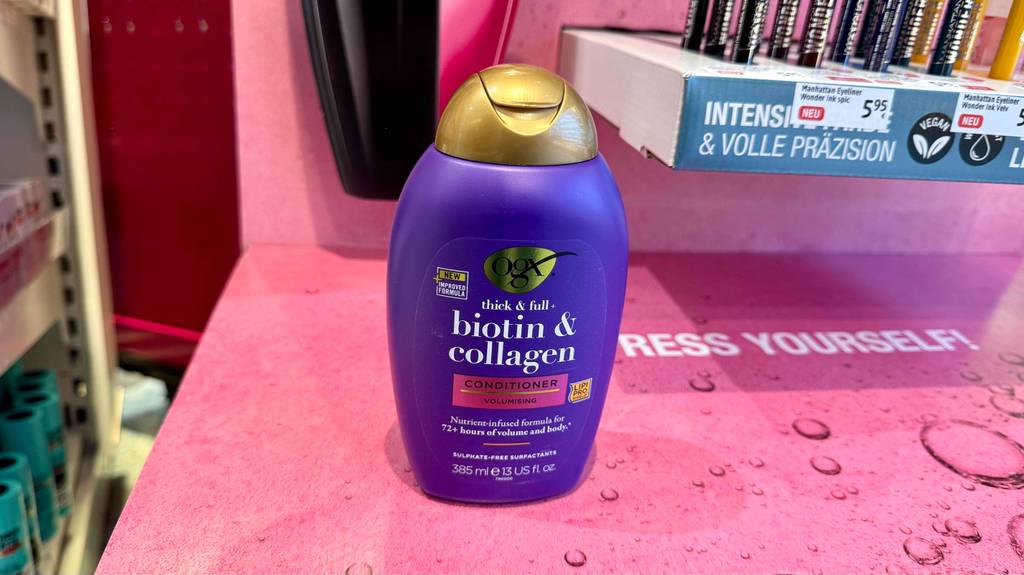 ogx
NEW
IMPROVED
FORMULA
thick & full+
biotin &
collagen
CONDITIONER
VOLUMISING
LIPI
PRO
Nutrient-infused formula for
72+ hours of volume and body.*
SULPHATE-FREE SURFACTANTS
385 ml e 13 US fl. oz.
RESS YOURSELF!
& VOLLE PRÄZISION
Manhattan Eyeliner
Wonder Ink spic
NEU
5.95
VEGAN
Manhattan Eyeliner
Wonder Ink Velv
NEU